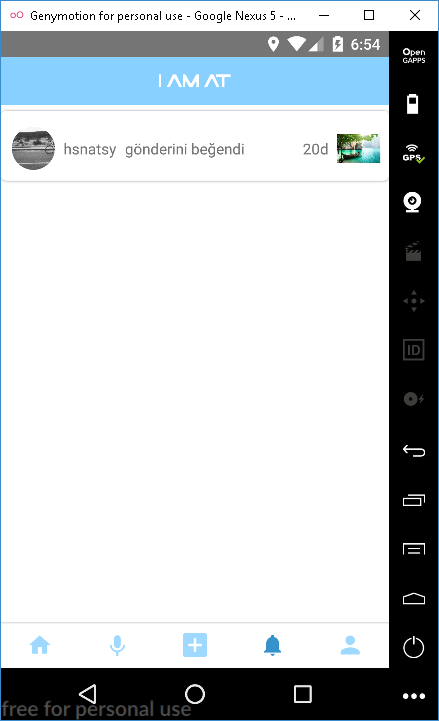 Genymotion for personal use - Google Nexus 5 - ...
6:54
Open
GAPPS
I AM AT
hsnatsy gönderini beğendi 20d
GPS
ID
free for personal use